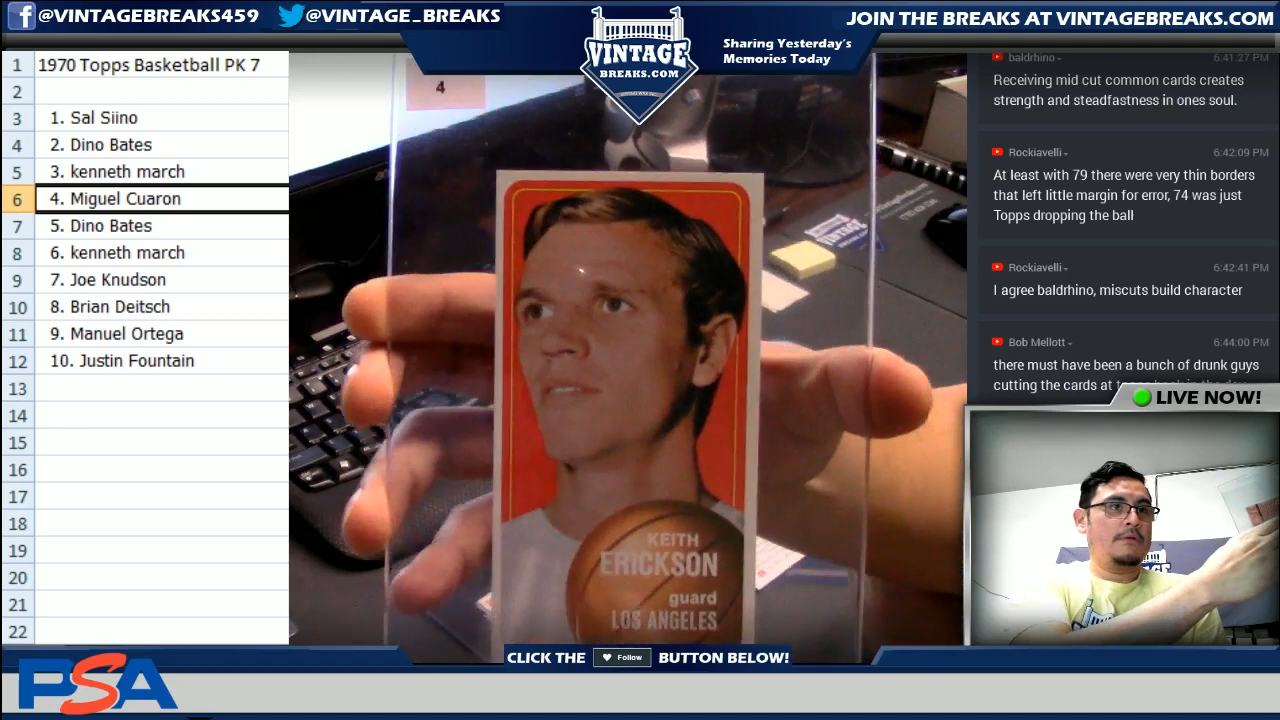 @VINTAGEBREAKS459
@VINTAGE_BREAKS
VINTAGE
BREAKS.COM
Sharing Yesterday's
Memories Today
JOIN THE BREAKS AT VINTAGEBREAKS.COM
1 1970 Topps Basketball PK 7
2
3 1. Sal Siino
4 2. Dino Bates
5 3. kenneth march
6 4. Miguel Cuaron
7 5. Dino Bates
8 6. kenneth march
9 7. Joe Knudson
10 8. Brian Deitsch
11 9. Manuel Ortega
12 10. Justin Fountain
13
14
15
16
17
18
19
20
21
22
4
KEITH
ERICKSON
guard
LOS ANGELES
baldrhino 6:41:27 PM
Receiving mid cut common cards creates
strength and steadfastness in ones soul.
Rockiavelli 6:42:09 PM
At least with 79 there were very thin borders
that left little margin for error, 74 was just
Topps dropping the ball
Rockiavelli 6:42:41 PM
I agree baldrhino, miscuts build character
Bob Mellott 6:44:00 PM
there must have been a bunch of drunk guys
cutting the cards at
LIVE NOW!
CLICK THE Follow BUTTON BELOW!
PSA